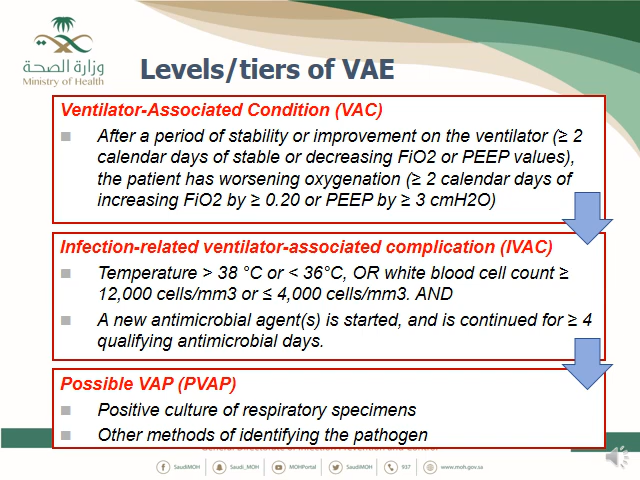 وزارة الصحة
Ministry of Health
Levels/tiers of VAE
Ventilator-Associated Condition (VAC)
After a period of stability or improvement on the ventilator (≥ 2
calendar days of stable or decreasing FiO2 or PEEP values),
the patient has worsening oxygenation (≥ 2 calendar days of
increasing FiO2 by ≥ 0.20 or PEEP by ≥ 3 cmH2O)
Infection-related ventilator-associated complication (IVAC)
Temperature > 38 °C or < 36°C, OR white blood cell count ≥
12,000 cells/mm3 or ≤ 4,000 cells/mm3. AND
A new antimicrobial agent(s) is started, and is continued for ≥ 4
qualifying antimicrobial days.
Possible VAP (PVAP)
Positive culture of respiratory specimens
Other methods of identifying the pathogen
SaudiMOH Saudi_MOH MOHPortal SaudiMOH 937 www.moh.gov.sa